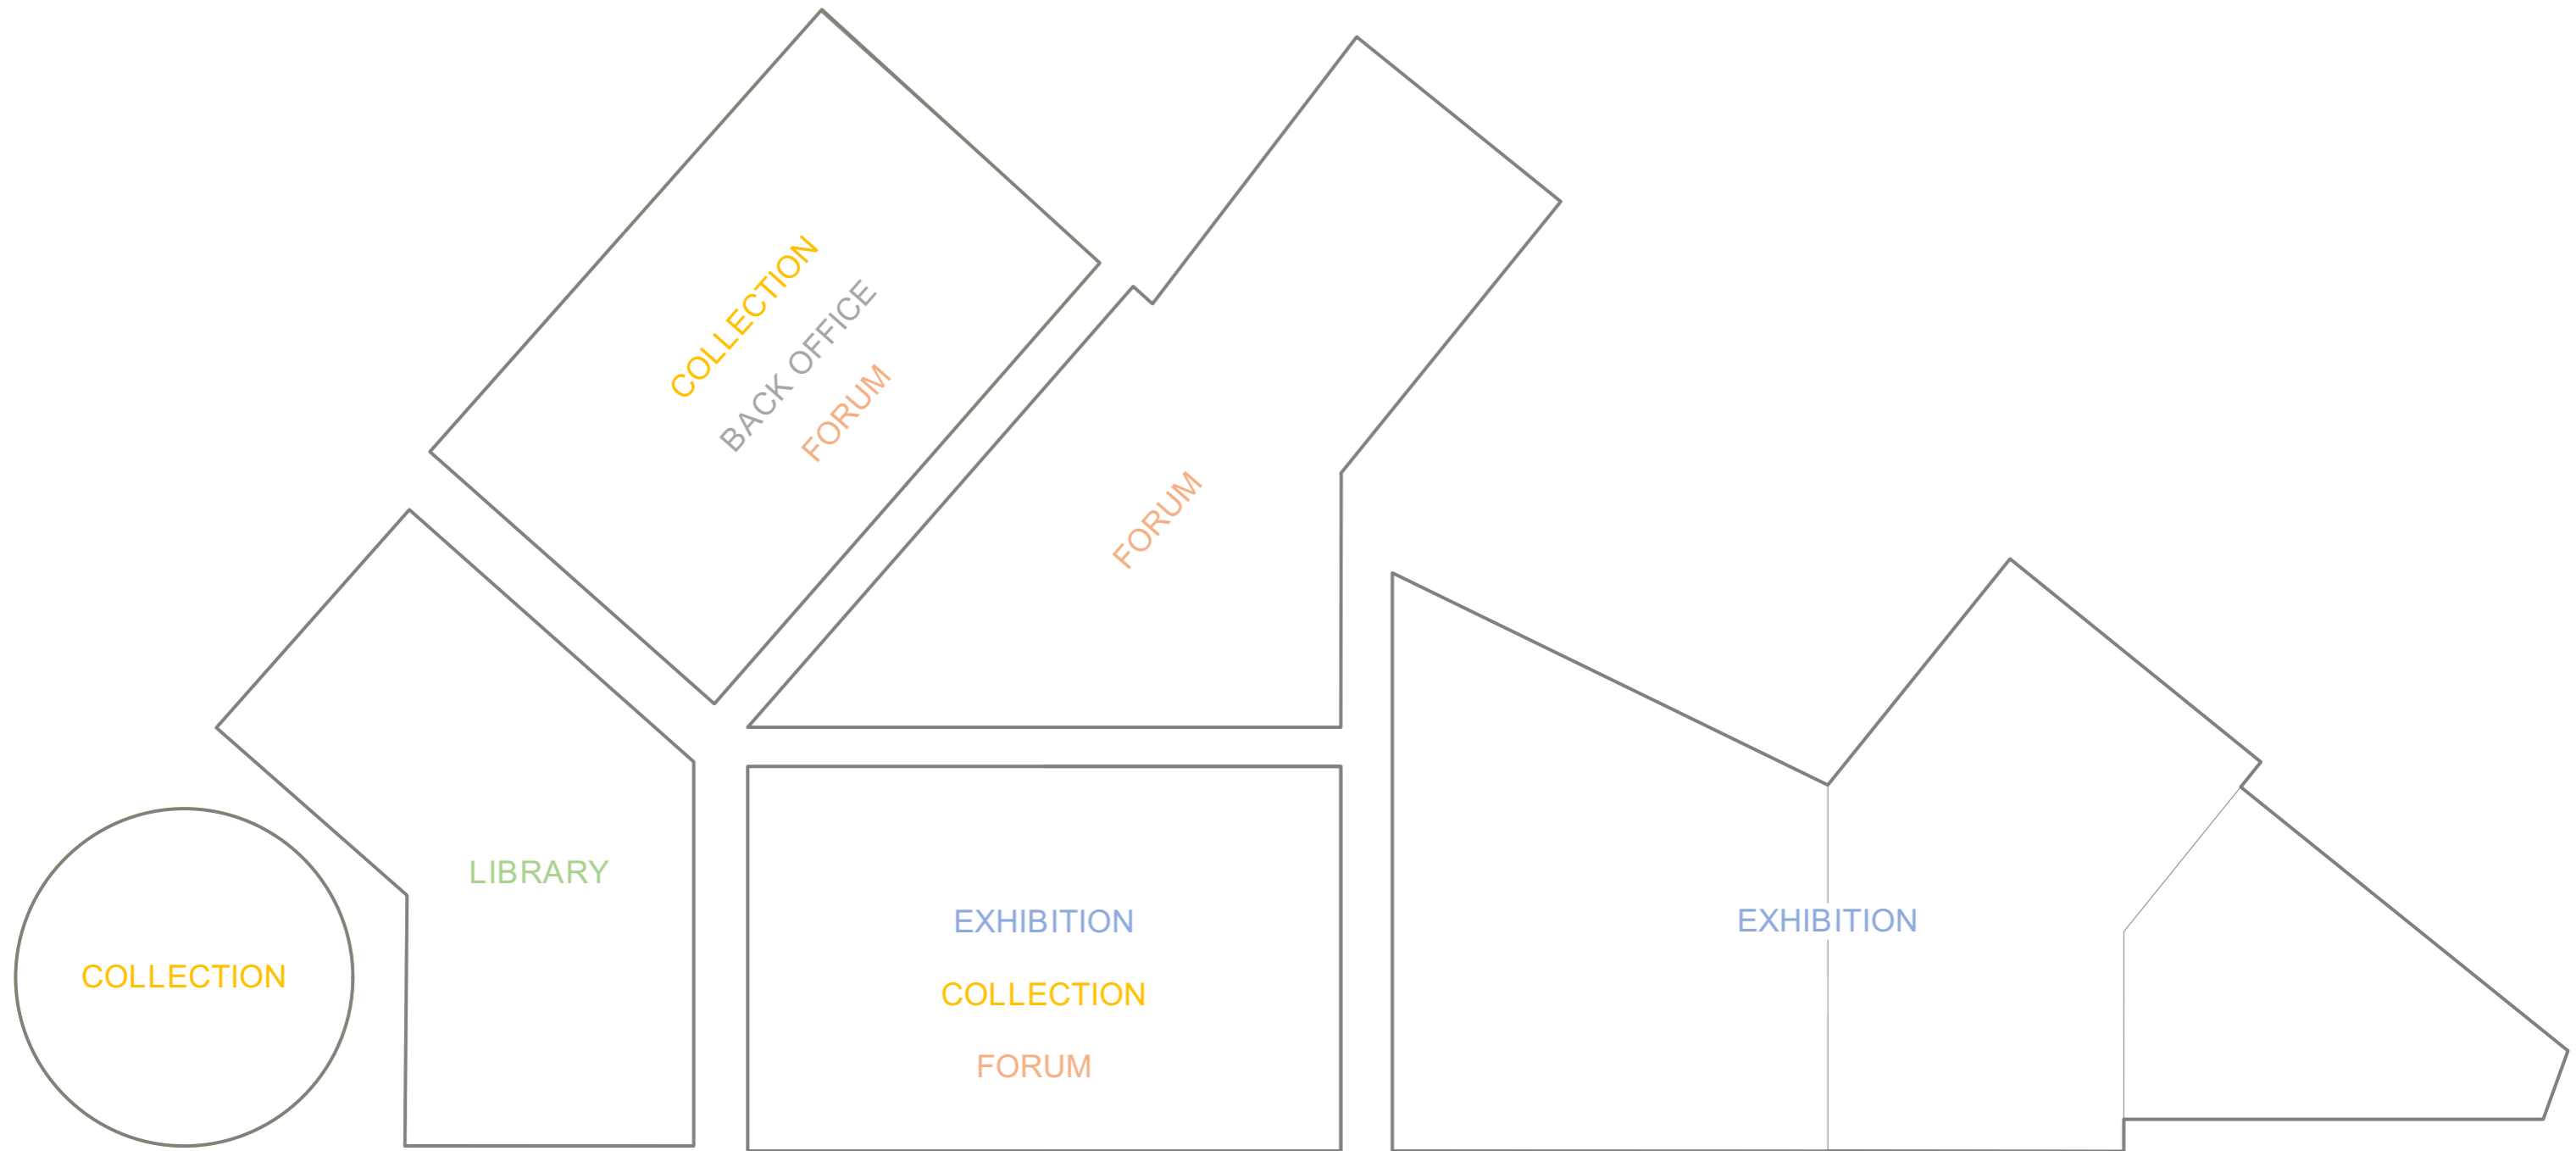 COLLECTION
BACK OFFICE
FORUM
FORUM
LIBRARY
COLLECTION
EXHIBITION
COLLECTION
FORUM
EXHIBITION